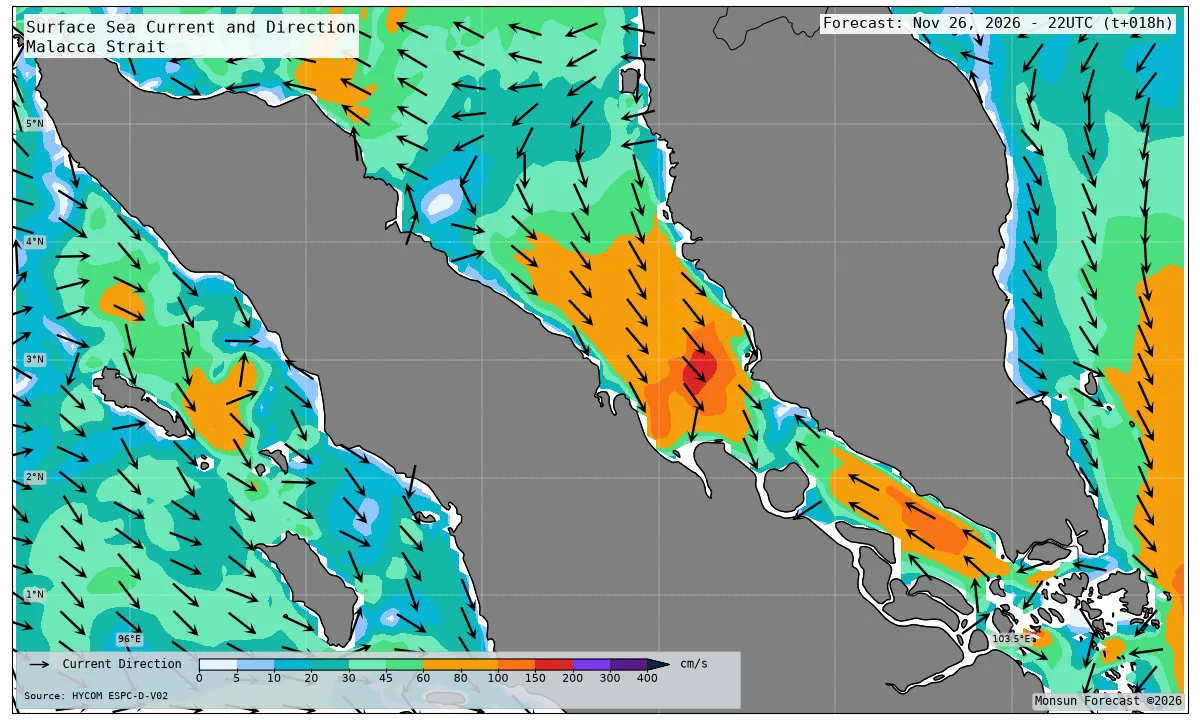 Surface Sea Current and Direction
Malacca Strait
Forecast: Nov 26, 2026 - 22UTC (t+018h)
5°N
4°N
3°N
2°N
1°N
96°E
103.5°E
Current Direction
0 5 10 20 30 45 60 80 100 150 200 300 400
cm/s
Source: HYCOM ESPC-D-V02
Monsun Forecast ©2026